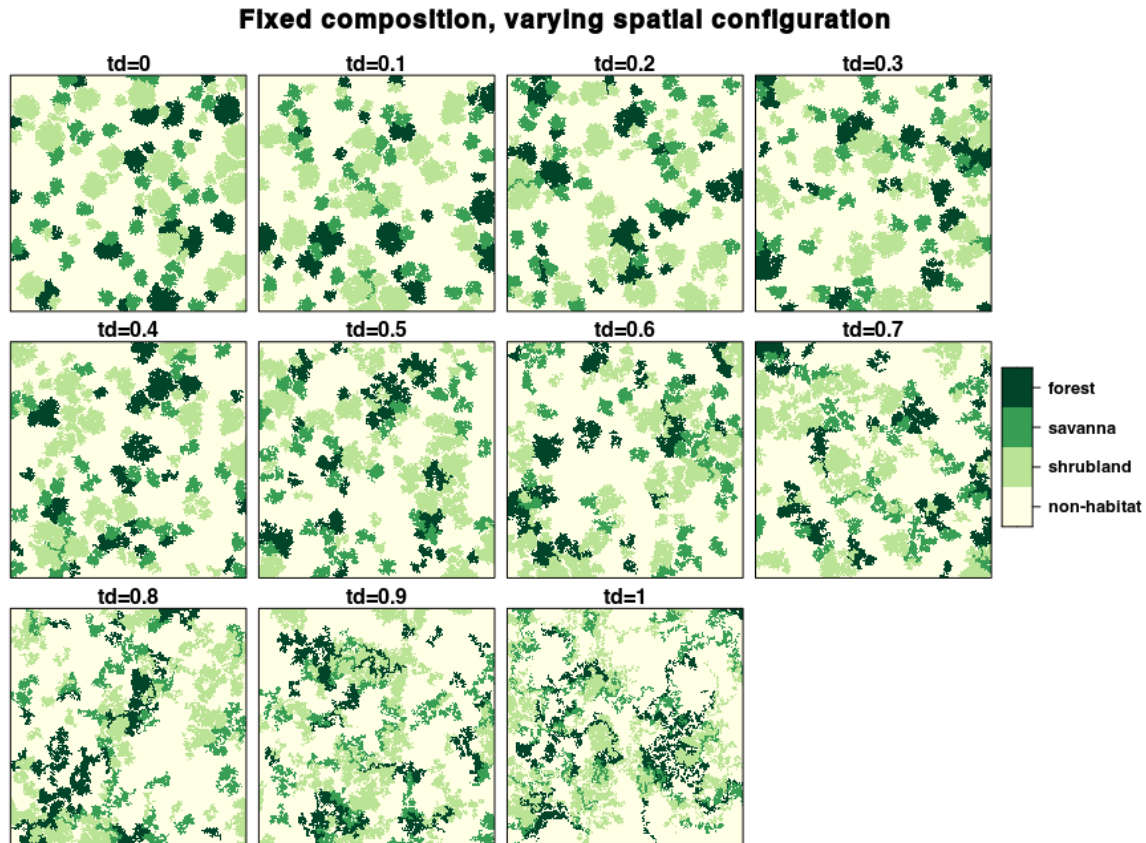 Fixed composition, varying spatial configuration
td=0
td=0.1
td=0.2
td=0.3
td=0.4
td=0.5
td=0.6
td=0.7
forest
savanna
shrubland
non-habitat
td=0.8
td=0.9
td=1